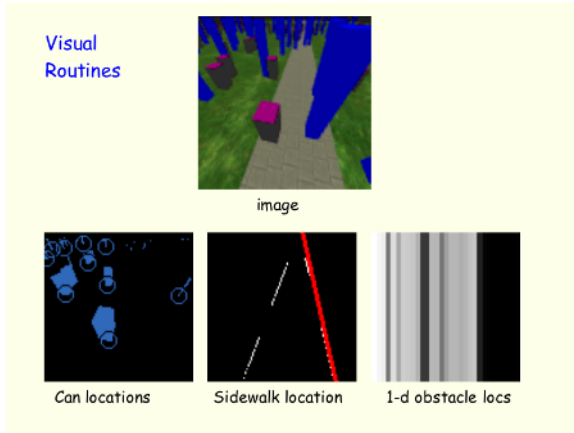 Visual
Routines
image
Can locations
Sidewalk location
1-d obstacle locs